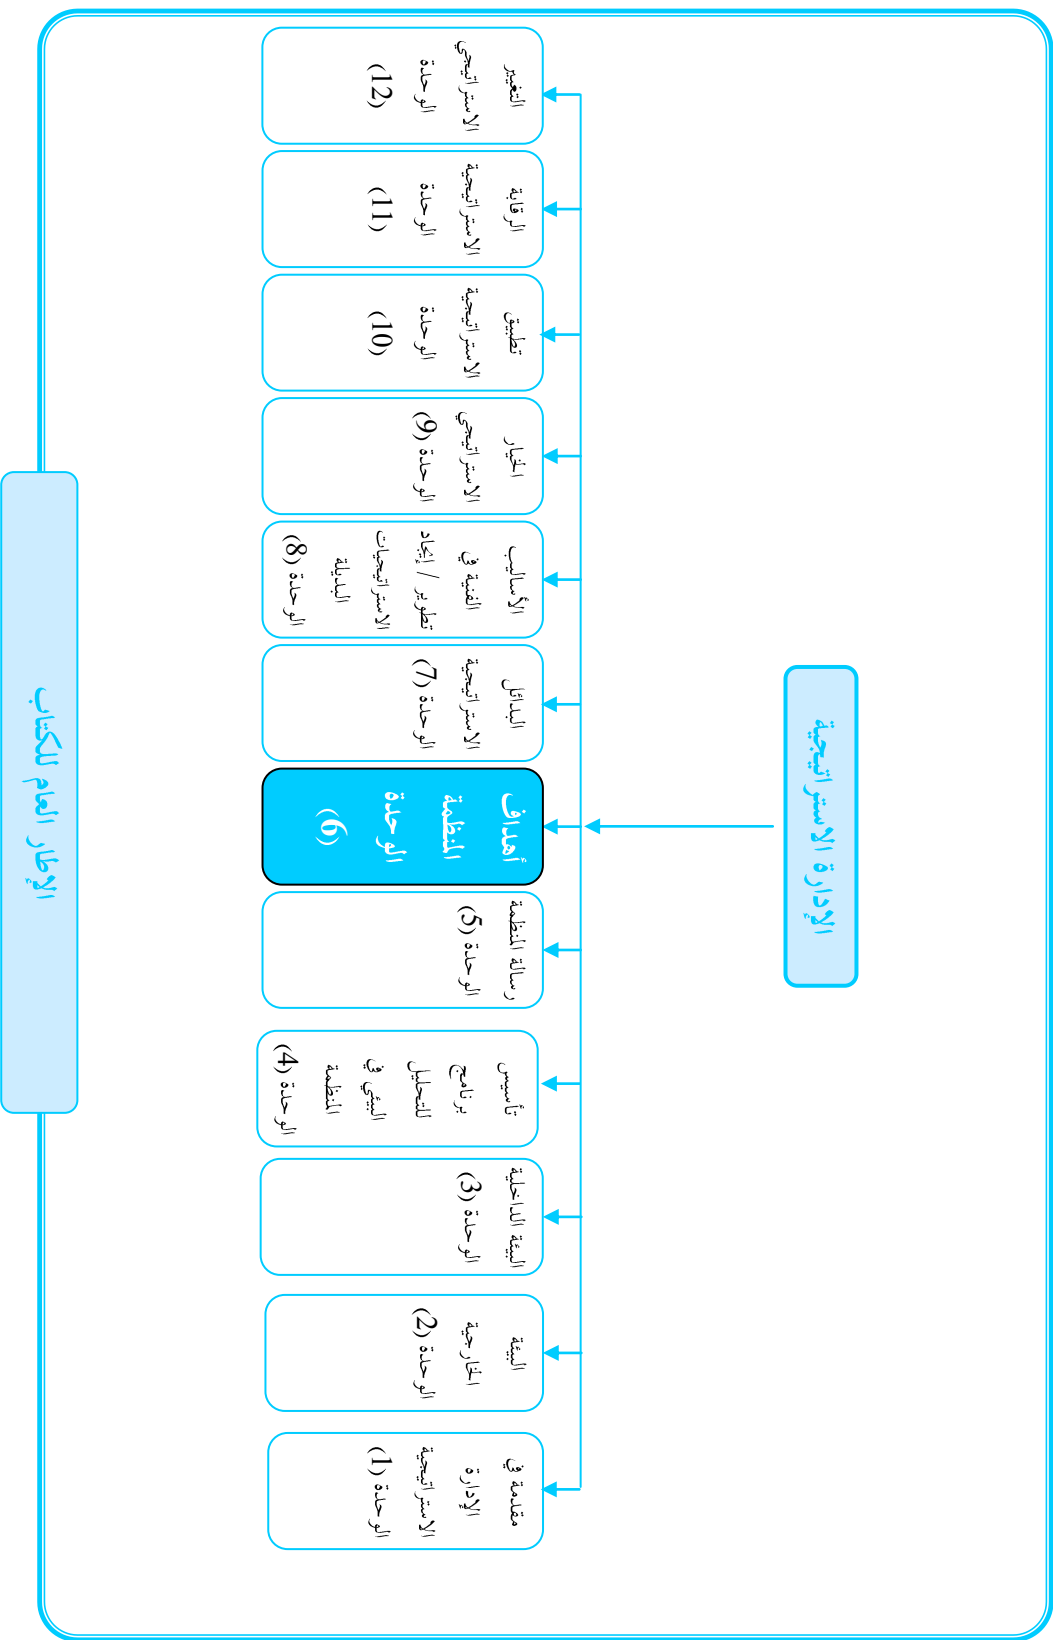 الإدارة الاستراتيجية
مقدمة في
الإدارة
الاستراتيجية
الوحدة (1)
البيئة
الخارجية
الوحدة (2)
البيئة الداخلية
الوحدة (3)
تأسيس
برنامج
للتحليل
البيئي في
المنظمة
الوحدة (4)
رسالة المنظمة
الوحدة (5)
أهداف
المنظمة
الوحدة
(6)
البدائل
الاستراتيجية
الوحدة (7)
الأساليب
الفنية في
تطوير / إيجاد
الاستراتيجيات
البديلة
الوحدة (8)
الخيار
الاستراتيجي
الوحدة (9)
تطبيق
الاستراتيجية
الوحدة
(10)
الرقابة
الاستراتيجية
الوحدة
(11)
التغيير
الاستراتيجي
الوحدة
(12)
الإطار العام للكتاب